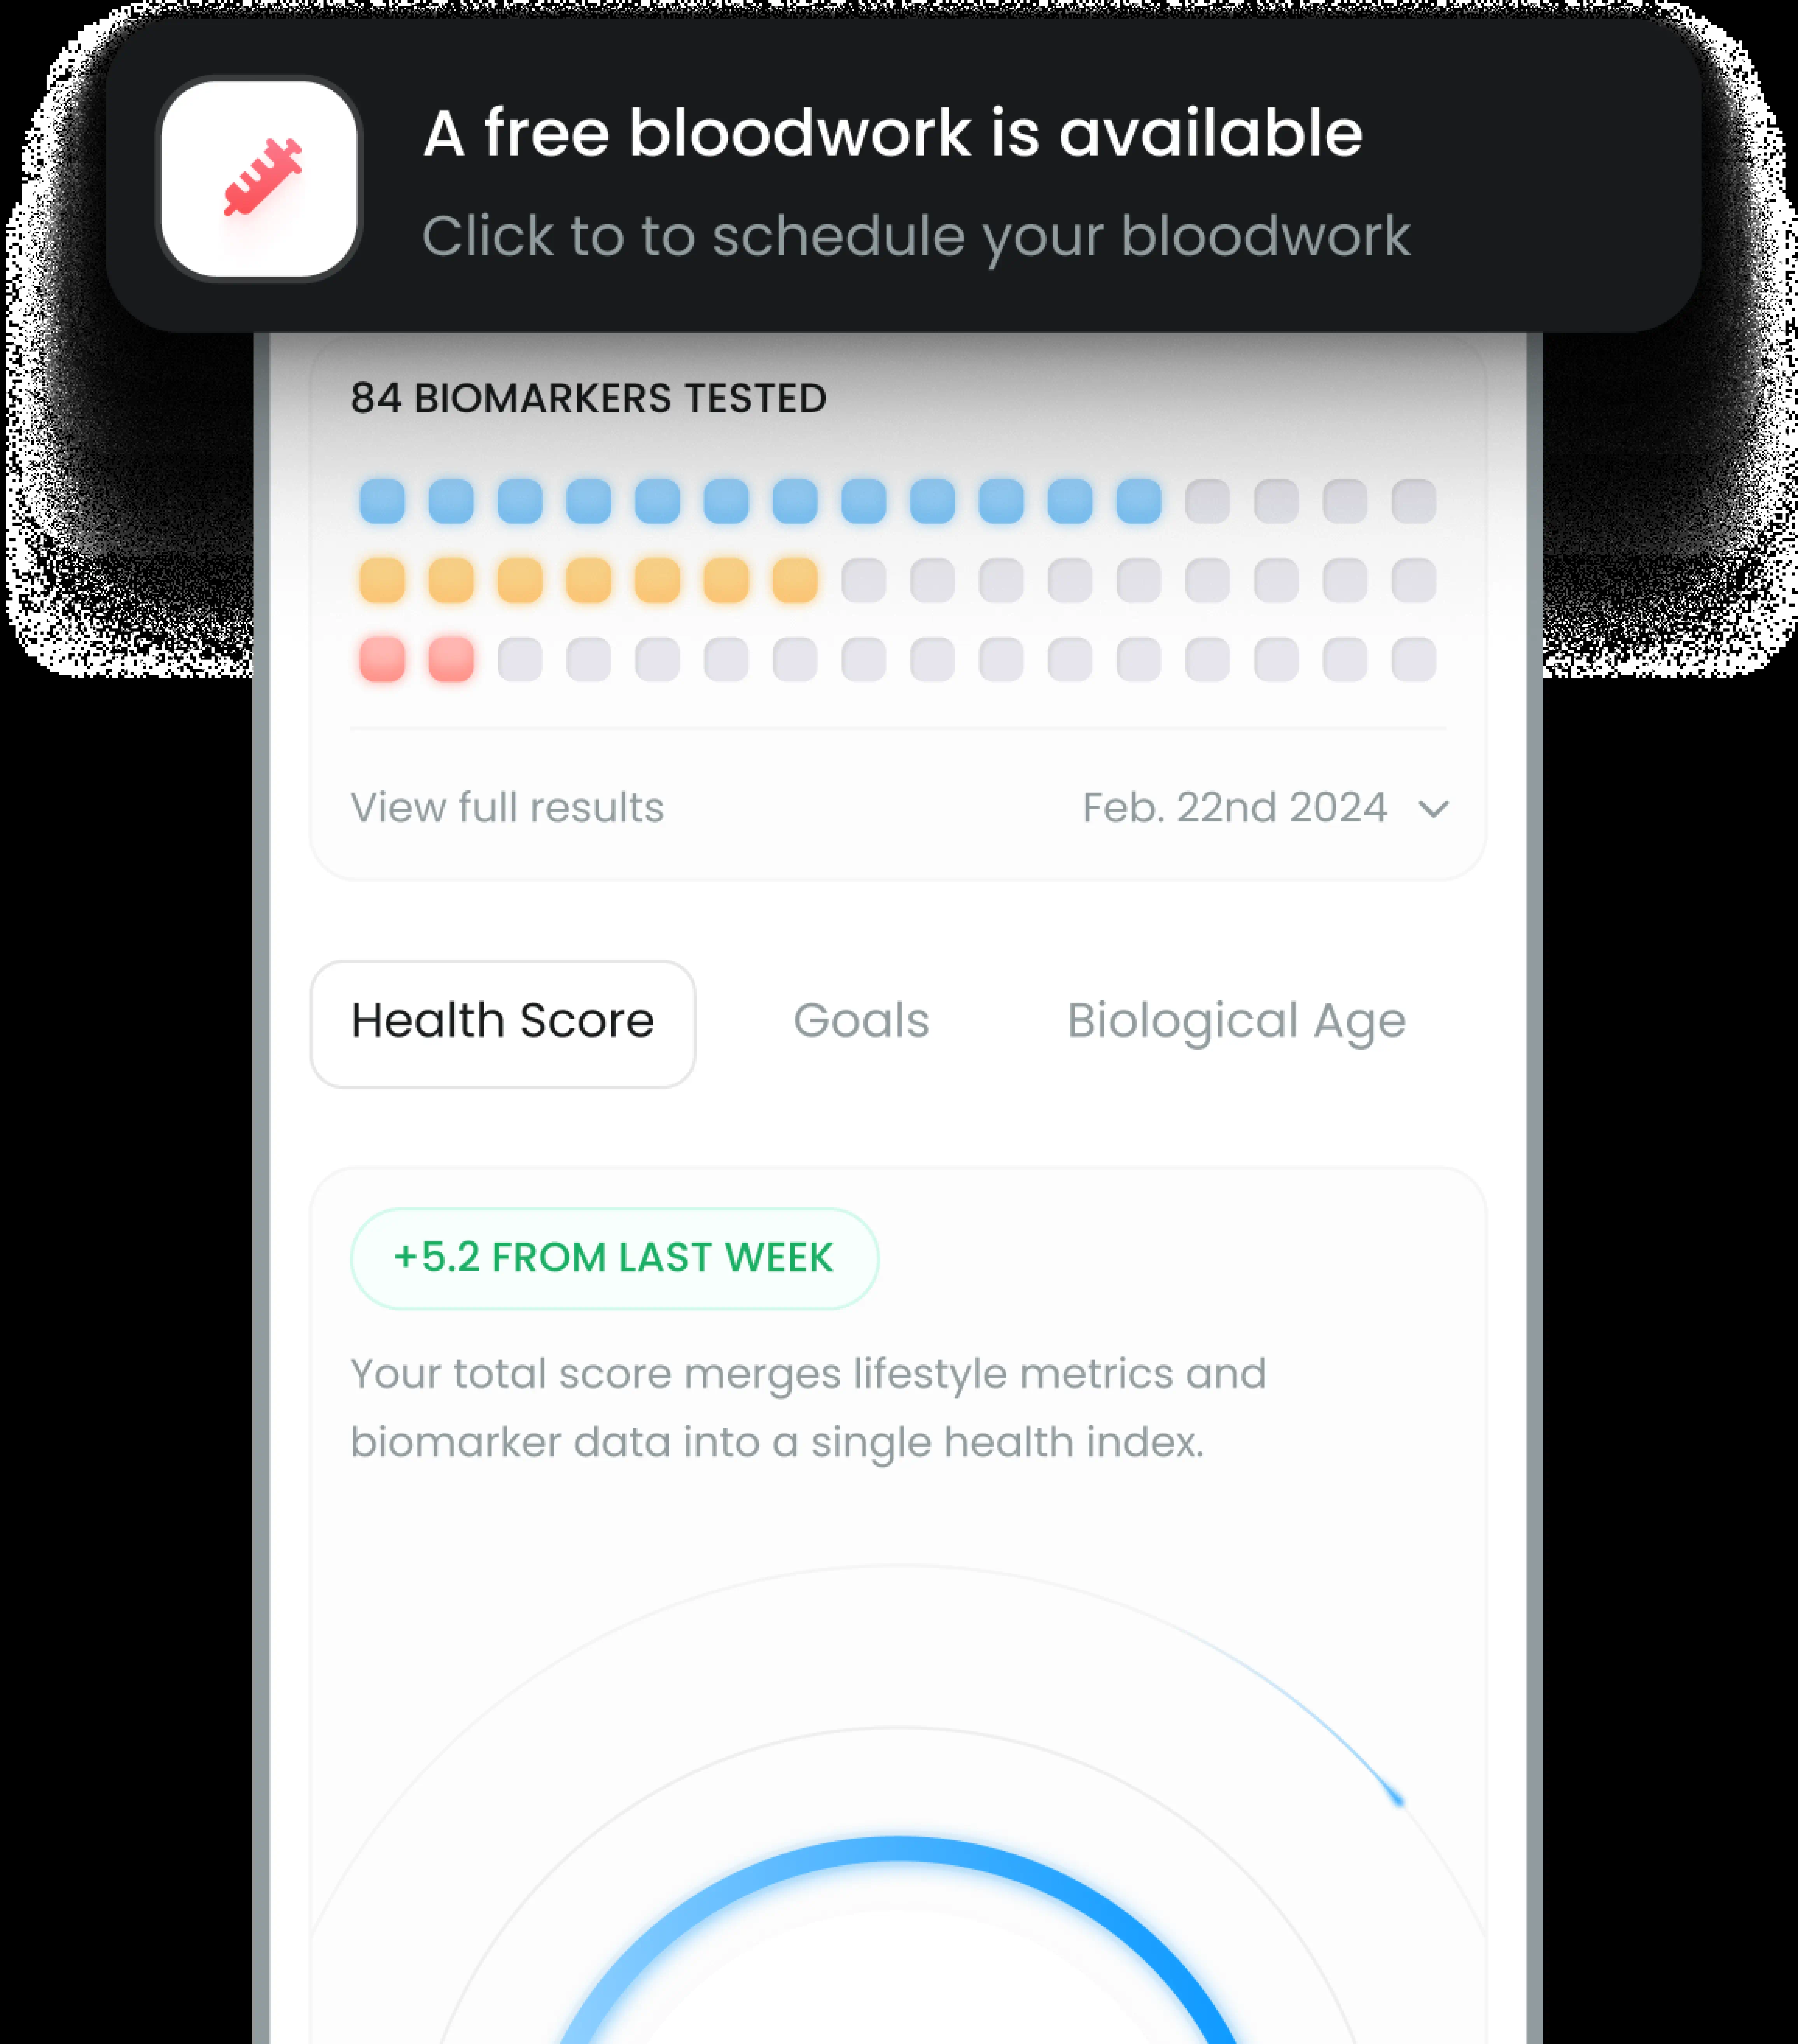 A free bloodwork is available
Click to to schedule your bloodwork
84 BIOMARKERS TESTED
View full results
Feb. 22nd 2024
Health Score
Goals
Biological Age
+5.2 FROM LAST WEEK
Your total score merges lifestyle metrics and
biomarker data into a single health index.